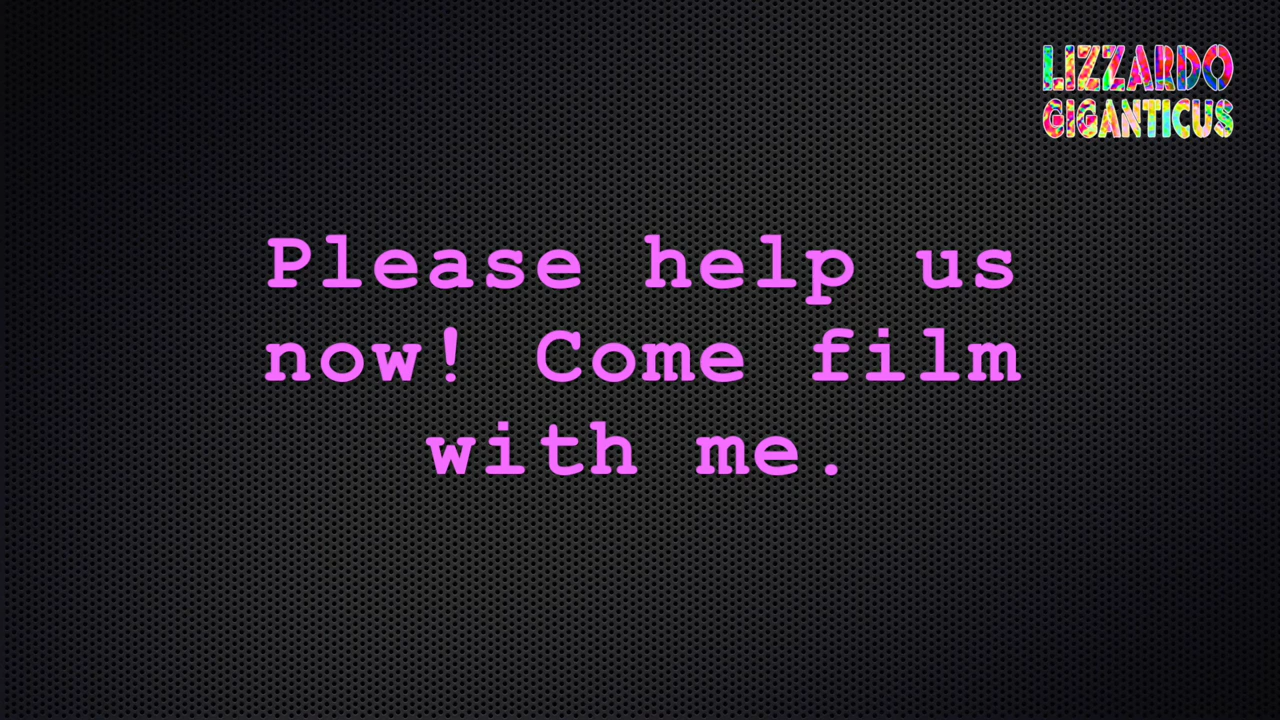 LIZZARDO
GIGANTICUS
Please help us
now! Come film
with me.